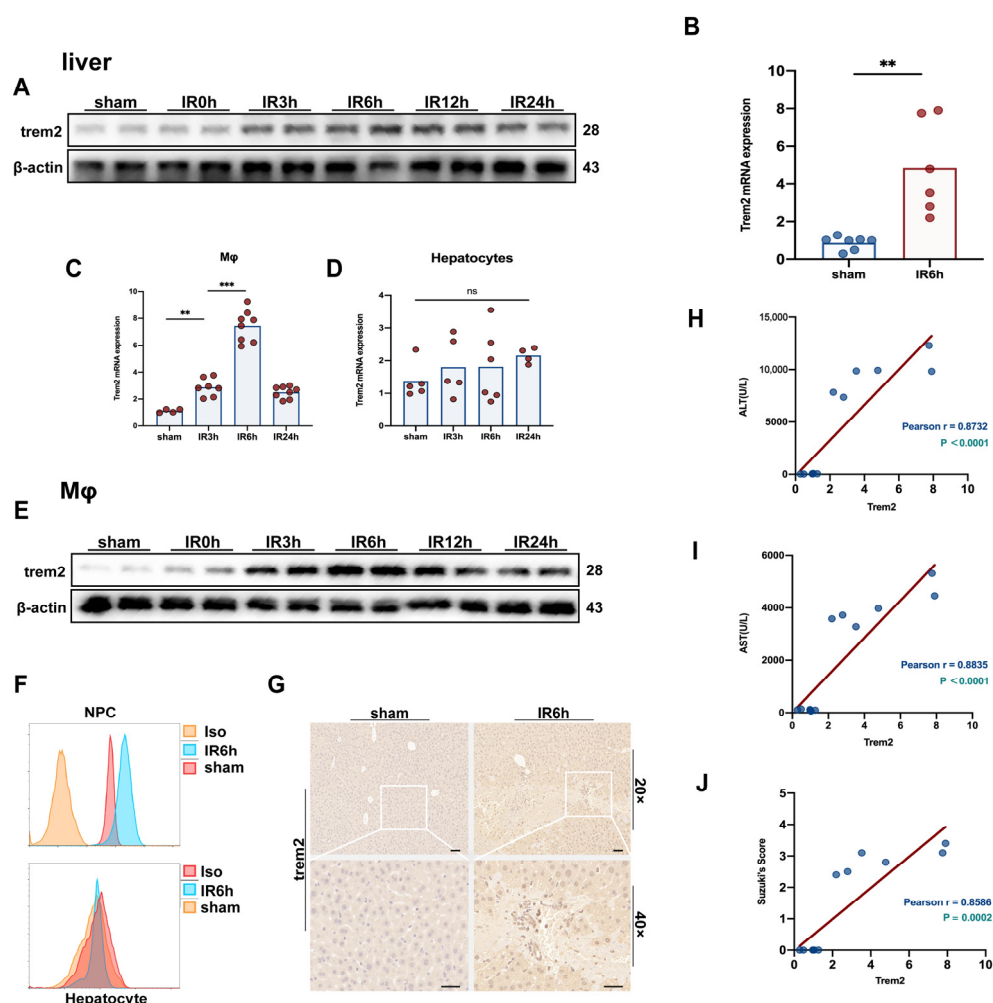 liver
A
sham IR0h IR3h IR6h IR12h IR24h
trem2 28
β-actin 43
B
**
Trem2 mRNA expression
10
8
6
4
2
0
sham IR6h
C
Mφ
** ***
Trem2 mRNA expression
10
8
6
4
2
0
sham IR3h IR6h IR24h
D
Hepatocytes
ns
Trem2 mRNA expression
4
3
2
1
0
sham IR3h IR6h IR24h
Mφ
E
sham IR0h IR3h IR6h IR12h IR24h
trem2 28
β-actin 43
F
NPC
Iso
IR6h
sham
Iso
IR6h
sham
Hepatocyte
G
sham IR6h
trem2
20×
40×
H
ALT(U/L)
15,000
10,000
5000
0
Pearson r = 0.8732
P <0.0001
0 2 4 6 8 10
Trem2
I
AST(U/L)
6000
4000
2000
0
Pearson r = 0.8835
P <0.0001
0 2 4 6 8 10
Trem2
J
Suzuki's Score
5
4
3
2
1
0
Pearson r = 0.8586
P = 0.0002
0 2 4 6 8 10
Trem2